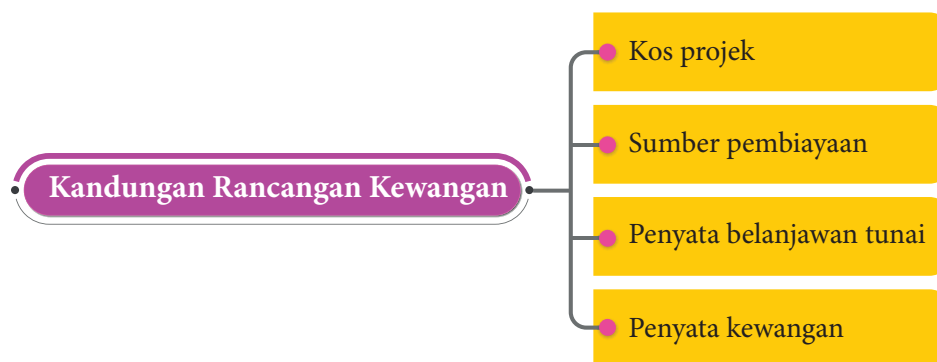 Kandungan Rancangan Kewangan
Kos projek
Sumber pembiayaan
Penyata belanjawan tunai
Penyata kewangan